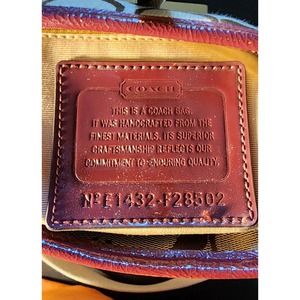 COACH
THIS IS A COACH BAG.
IT WAS HANDCRAFTED FROM THE
FINEST MATERIALS. ITS SUPERIOR
CRAFTSMANSHIP REFLECTS OUR
COMMITMENT TO ENDURING QUALITY.
Nº E1432-F28502